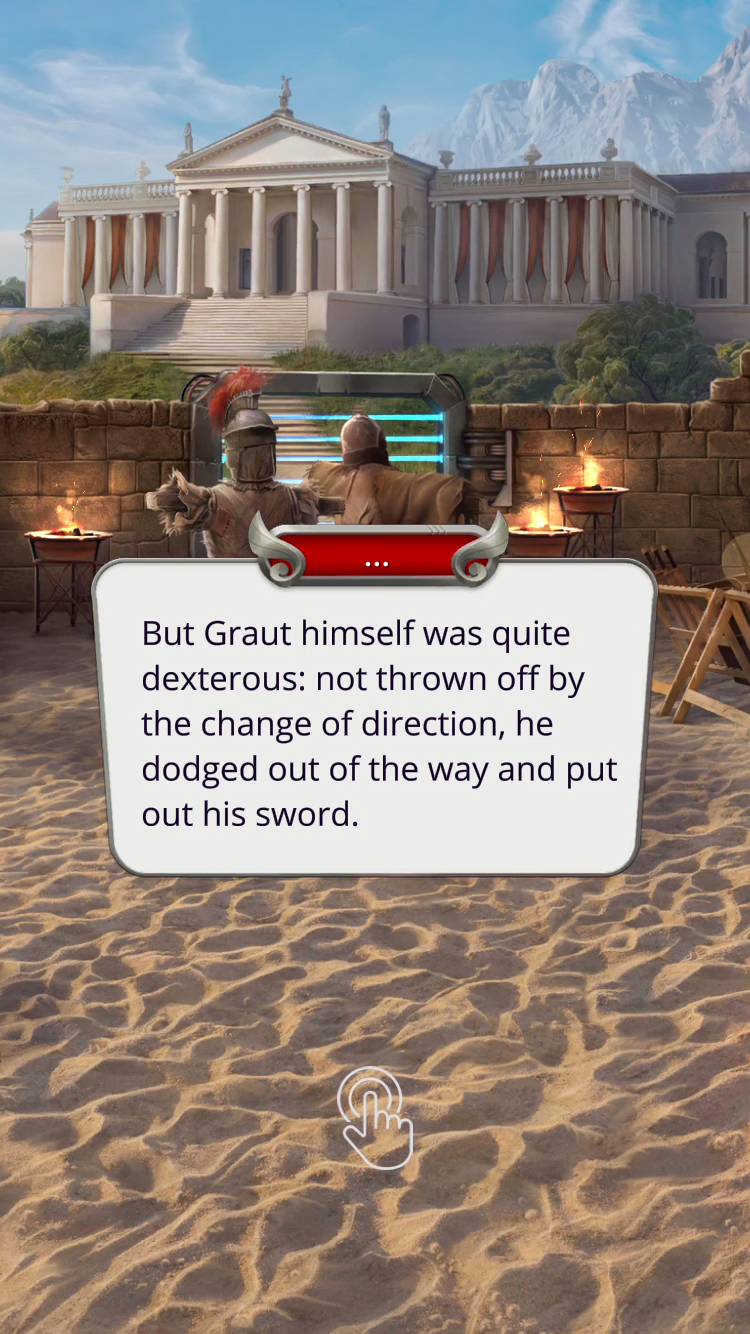 ...
But Graut himself was quite
dexterous: not thrown off by
the change of direction, he
dodged out of the way and put
out his sword.